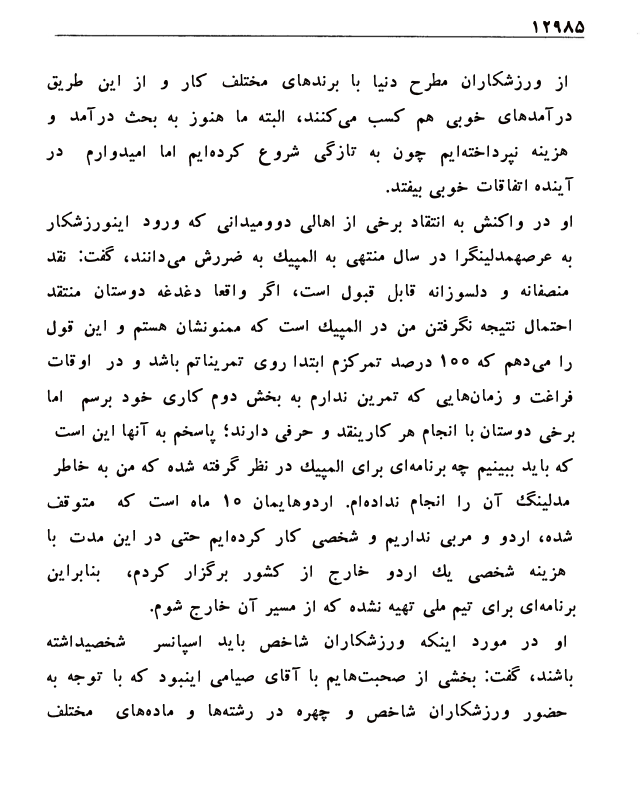 ۱۲۹۸۵
از ورزشکاران مطرح دنیا با برندهای مختلف کار و از این طریق
درآمدهای خوبی هم کسب می‌کنند، البته ما هنوز به بحث درآمد و
هزینه نپرداخته‌ایم چون به تازگی شروع کرده‌ایم اما امیدوارم در
آینده اتفاقات خوبی بیفتد.
او در واکنش به انتقاد برخی از اهالی دوومیدانی که ورود اینورزشکار
به عرصهمدلینگرا در سال منتهی به المپیك به ضررش می‌دانند، گفت: نقد
منصفانه و دلسوزانه قابل قبول است، اگر واقعا دغدغه دوستان منتقد
احتمال نتیجه نگرفتن من در المپیك است که ممنونشان هستم و این قول
را می‌دهم که ۱۰۰ درصد تمرکزم ابتدا روی تمریناتم باشد و در اوقات
فراغت و زمان‌هایی که تمرین ندارم به بخش دوم کاری خود برسم اما
برخی دوستان با انجام هر کارینقد و حرفی دارند؛ پاسخم به آنها این است
که باید ببینیم چه برنامه‌ای برای المپیك در نظر گرفته شده که من به خاطر
مدلینگ آن را انجام نداده‌ام. اردوهایمان ۱۰ ماه است که متوقف
شده، اردو و مربی نداریم و شخصی کار کرده‌ایم حتی در این مدت با
هزینه شخصی یك اردو خارج از کشور برگزار کردم، بنابراین
برنامه‌ای برای تیم ملی تهیه نشده که از مسیر آن خارج شوم.
او در مورد اینکه ورزشکاران شاخص باید اسپانسر شخصیداشته
باشند، گفت: بخشی از صحبت‌هایم با آقای صیامی اینبود که با توجه به
حضور ورزشکاران شاخص و چهره در رشته‌ها و ماده‌های مختلف